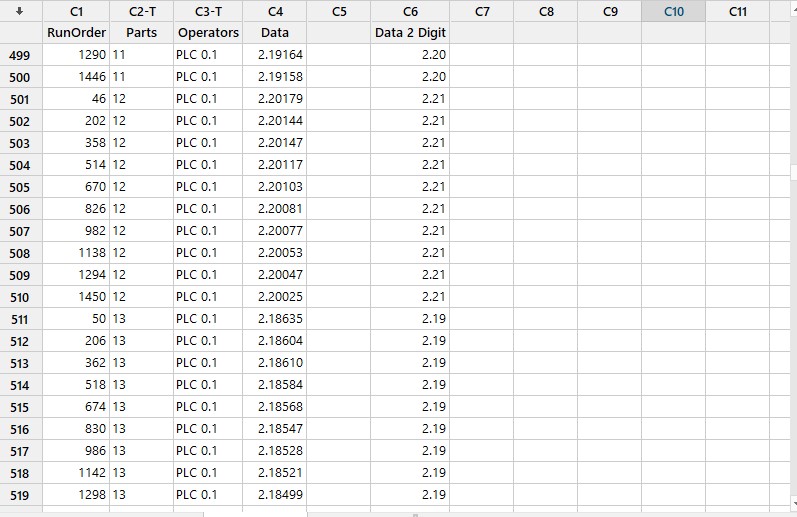 C1 C2-T C3-T C4 C5 C6 C7 C8 C9 C10 C11
RunOrder Parts Operators Data Data 2 Digit
499 1290 11 PLC 0.1 2.19164 2.20
500 1446 11 PLC 0.1 2.19158 2.20
501 46 12 PLC 0.1 2.20179 2.21
502 202 12 PLC 0.1 2.20144 2.21
503 358 12 PLC 0.1 2.20147 2.21
504 514 12 PLC 0.1 2.20117 2.21
505 670 12 PLC 0.1 2.20103 2.21
506 826 12 PLC 0.1 2.20081 2.21
507 982 12 PLC 0.1 2.20077 2.21
508 1138 12 PLC 0.1 2.20053 2.21
509 1294 12 PLC 0.1 2.20047 2.21
510 1450 12 PLC 0.1 2.20025 2.21
511 50 13 PLC 0.1 2.18635 2.19
512 206 13 PLC 0.1 2.18604 2.19
513 362 13 PLC 0.1 2.18610 2.19
514 518 13 PLC 0.1 2.18584 2.19
515 674 13 PLC 0.1 2.18568 2.19
516 830 13 PLC 0.1 2.18547 2.19
517 986 13 PLC 0.1 2.18528 2.19
518 1142 13 PLC 0.1 2.18521 2.19
519 1298 13 PLC 0.1 2.18499 2.19